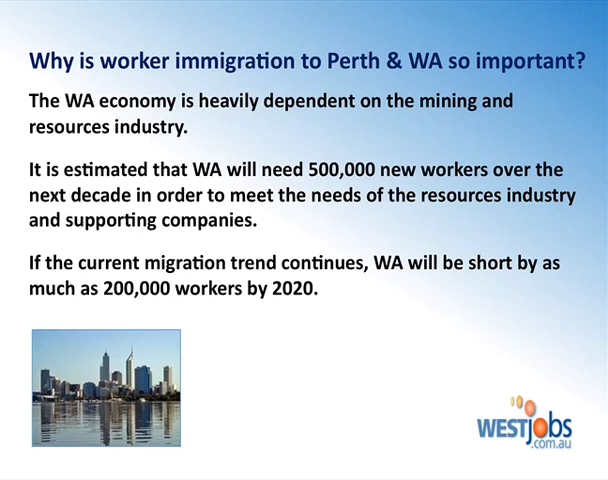 Why is worker immigration to Perth & WA so important?
The WA economy is heavily dependent on the mining and
resources industry.
It is estimated that WA will need 500,000 new workers over the
next decade in order to meet the needs of the resources industry
and supporting companies.
If the current migration trend continues, WA will be short by as
much as 200,000 workers by 2020.
WESTjobs
.com.au